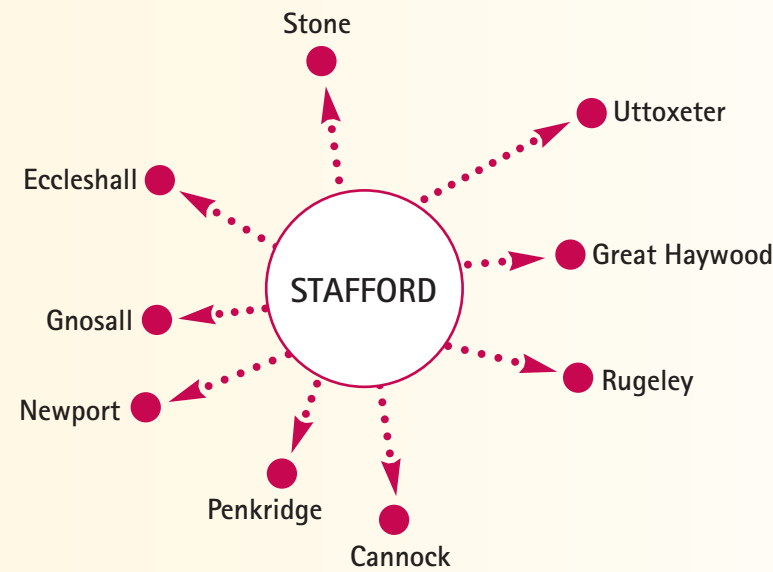 Stone
Uttoxeter
Eccleshall
Great Haywood
STAFFORD
Gnosall
Rugeley
Newport
Penkridge
Cannock